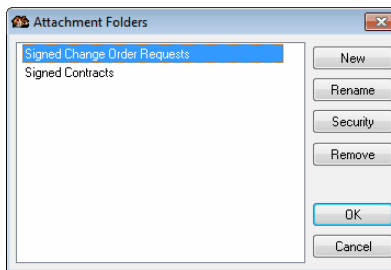 Attachment Folders
Signed Change Order Requests
Signed Contracts
New
Rename
Security
Remove
OK
Cancel